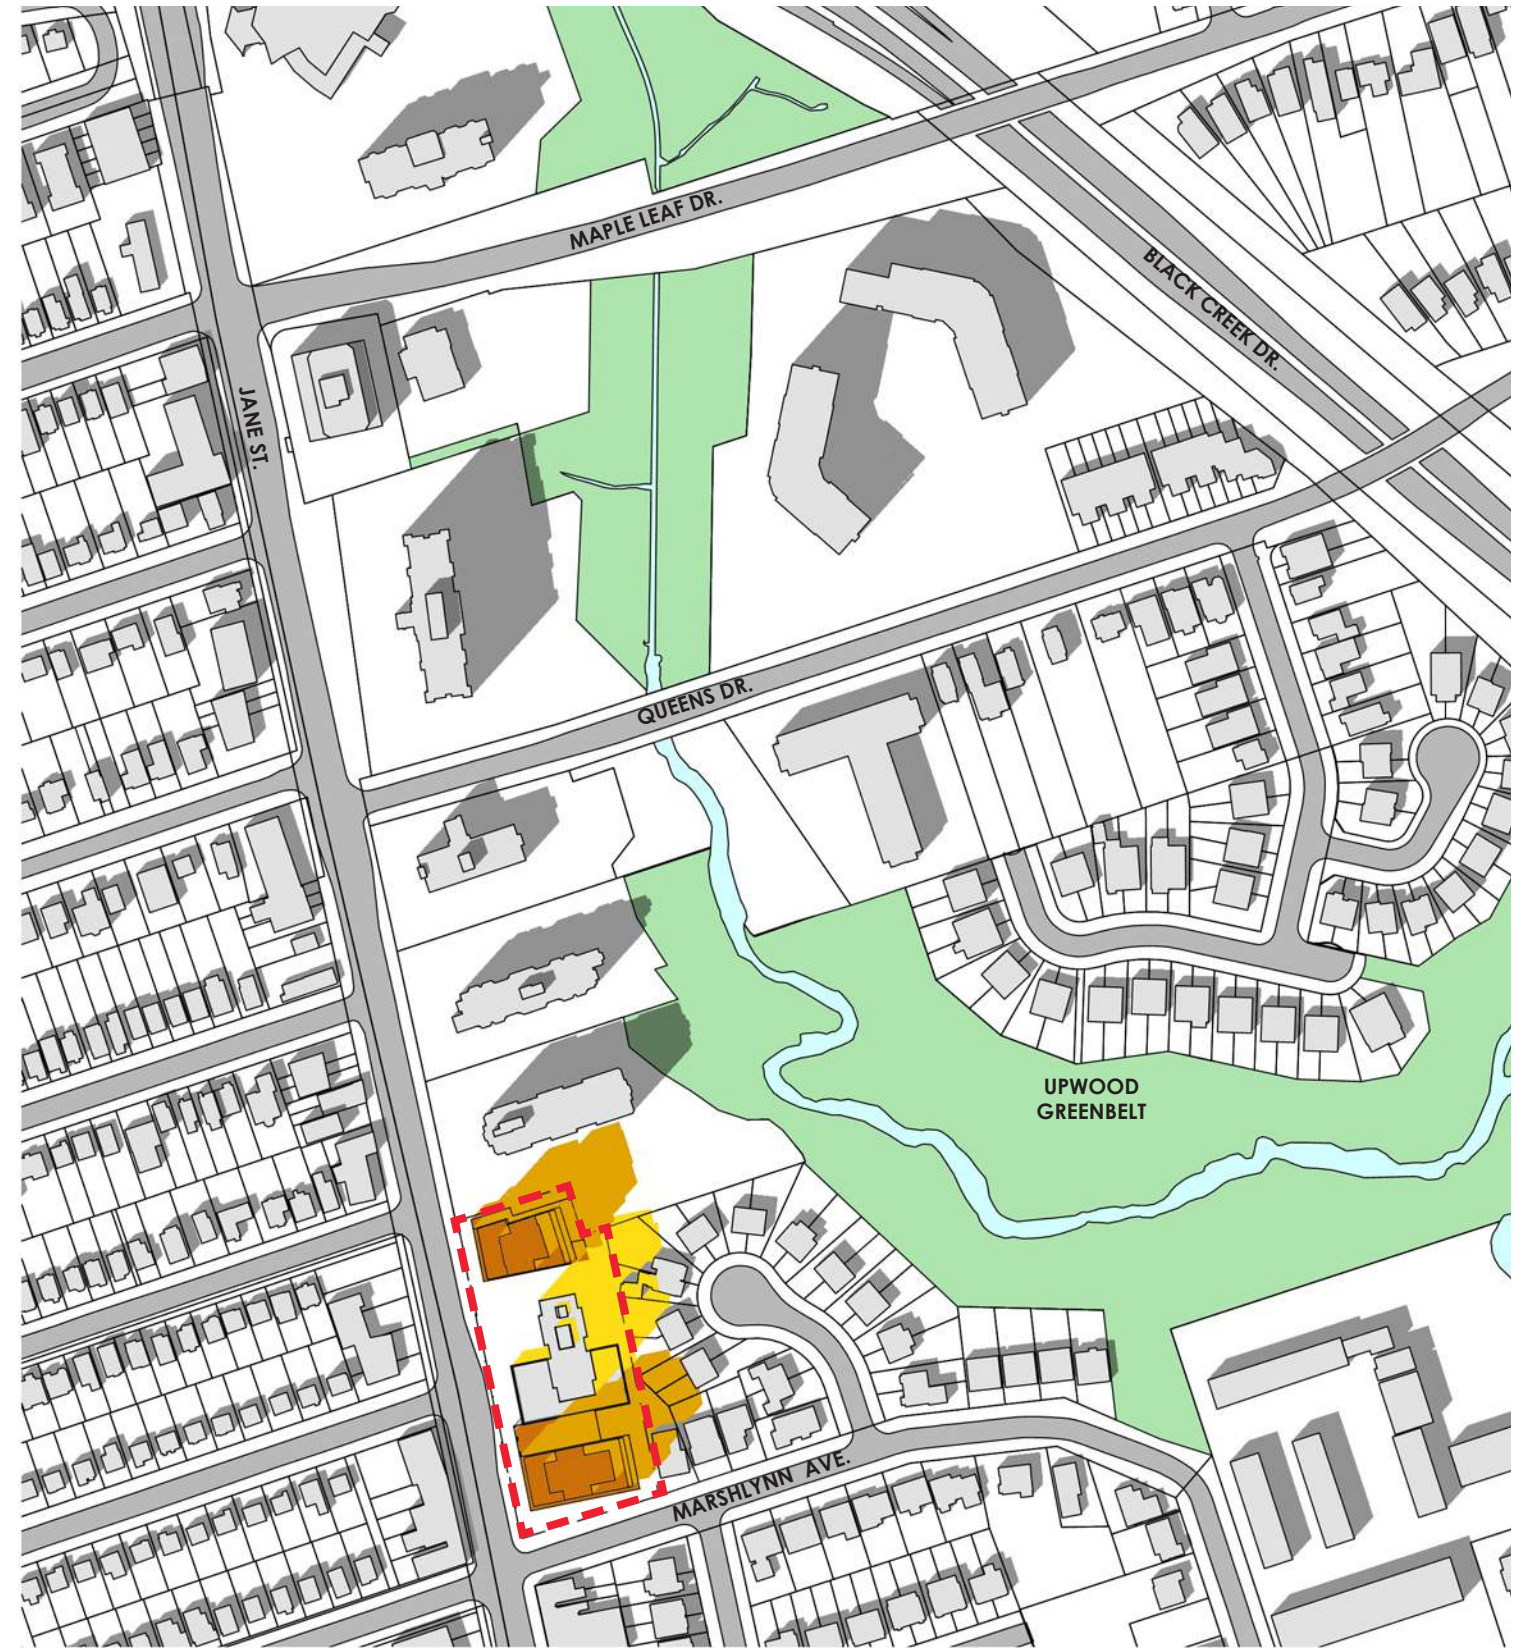 MAPLE LEAF DR.
BLACK CREEK DR.
JANE ST.
QUEENS DR.
UPWOOD
GREENBELT
MARSHLYNN AVE.